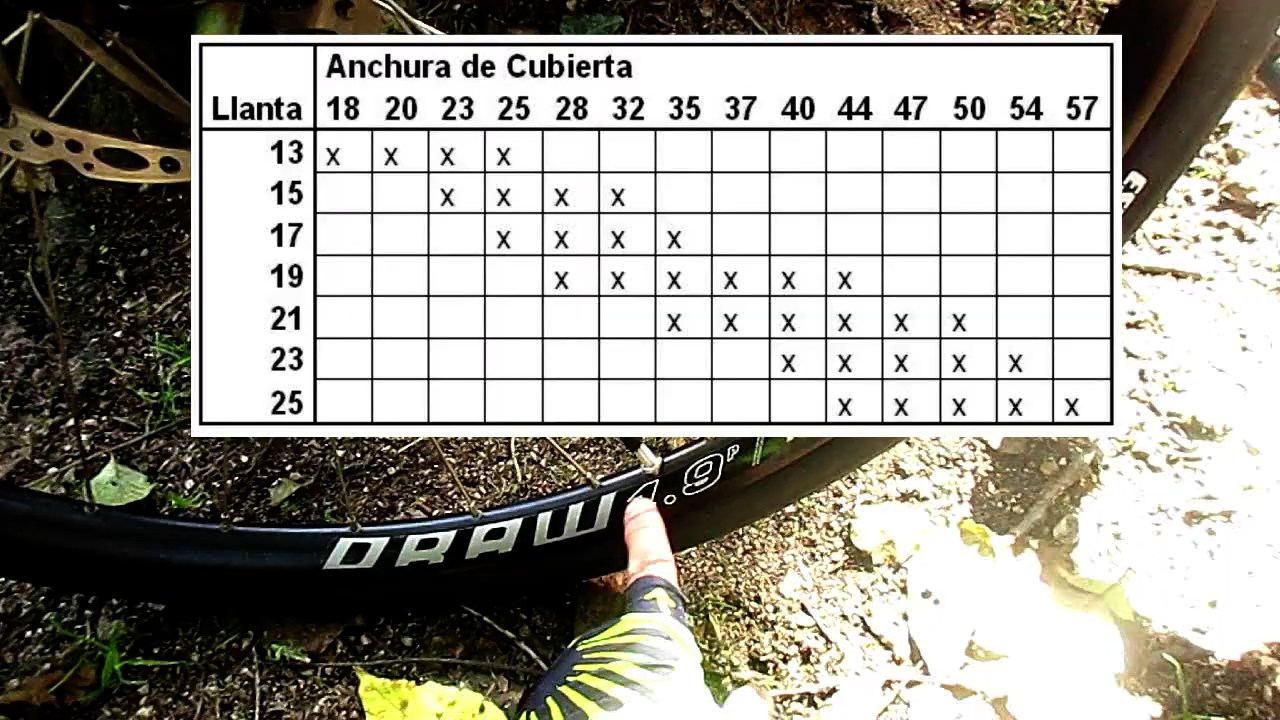 Anchura de Cubierta
Llanta 18 20 23 25 28 32 35 37 40 44 47 50 54 57
13 x x x x
15 x x x x
17 x x x x
19 x x x x x x
21 x x x x x x
23 x x x x x
25 x x x x x
DRAW 1.9P